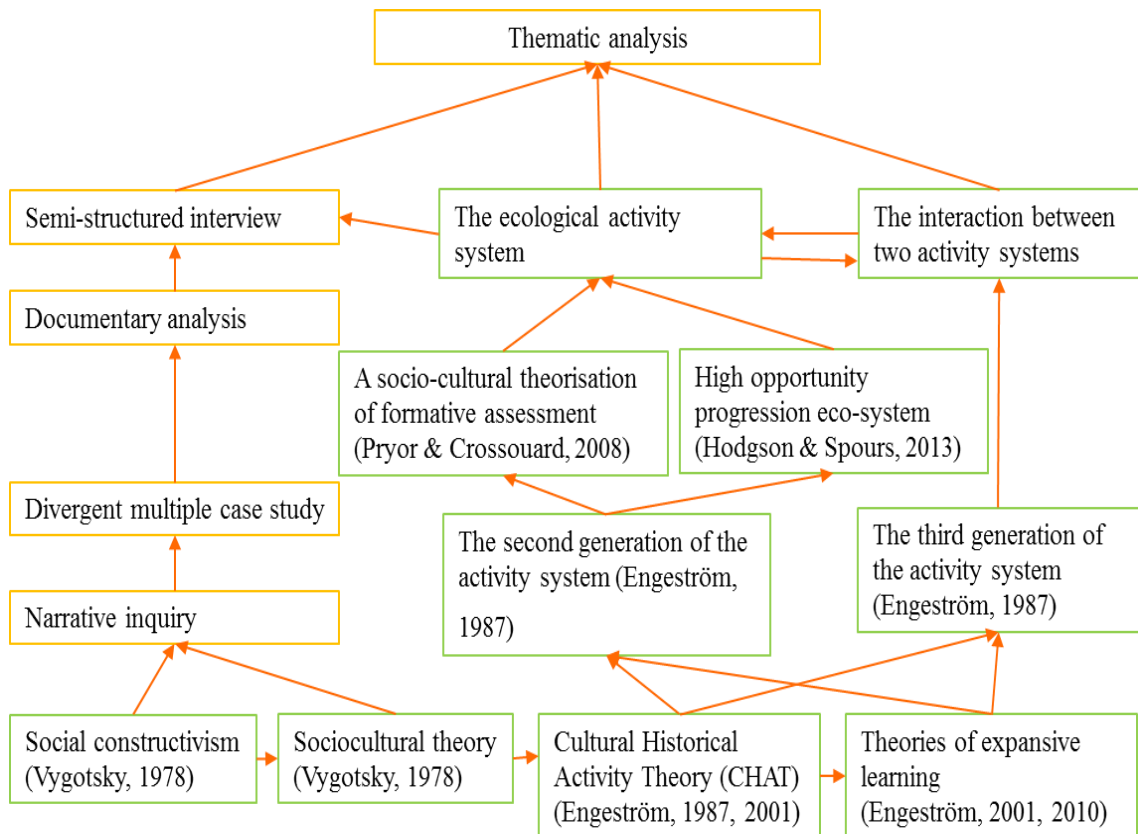 Thematic analysis
Semi-structured interview
The ecological activity
system
The interaction between
two activity systems
Documentary analysis
A socio-cultural theorisation
of formative assessment
(Pryor & Crossouard, 2008)
High opportunity
progression eco-system
(Hodgson & Spours, 2013)
Divergent multiple case study
The second generation of the
activity system (Engeström,
1987)
The third generation of
the activity system
(Engeström, 1987)
Narrative inquiry
Social constructivism
(Vygotsky, 1978)
Sociocultural theory
(Vygotsky, 1978)
Cultural Historical
Activity Theory (CHAT)
(Engeström, 1987, 2001)
Theories of expansive
learning
(Engeström, 2001, 2010)